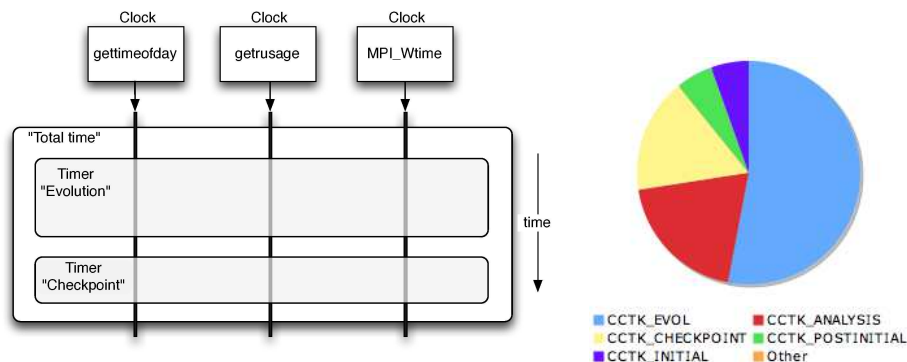 Clock
Clock
Clock
gettimeofday
getrusage
MPI_Wtime
"Total time"
Timer
"Evolution"
time
Timer
"Checkpoint"
CCTK_EVOL
CCTK_ANALYSIS
CCTK_CHECKPOINT
CCTK_POSTINITIAL
CCTK_INITIAL
Other